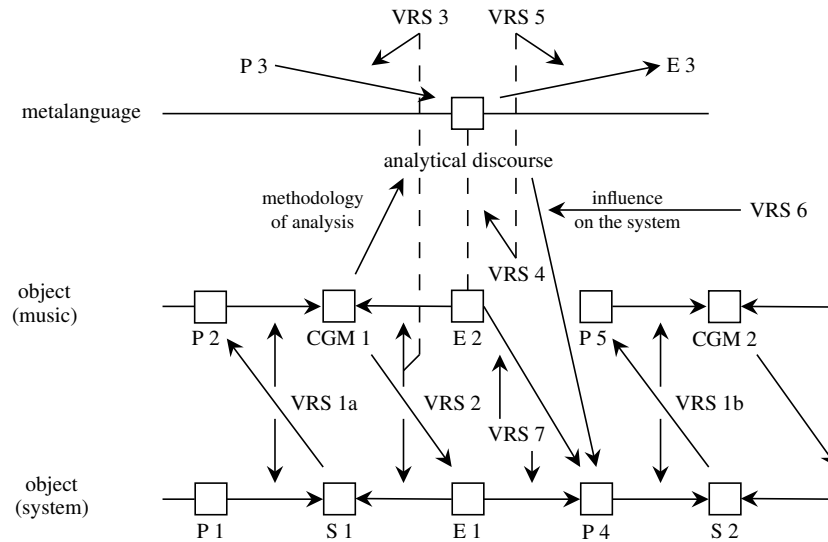 VRS 3
VRS 5
P 3
E 3
metalanguage
analytical discourse
methodology
of analysis
influence
on the system
VRS 6
VRS 4
object
(music)
P 2
CGM 1
E 2
P 5
CGM 2
VRS 1a
VRS 2
VRS 1b
VRS 7
object
(system)
P 1
S 1
E 1
P 4
S 2